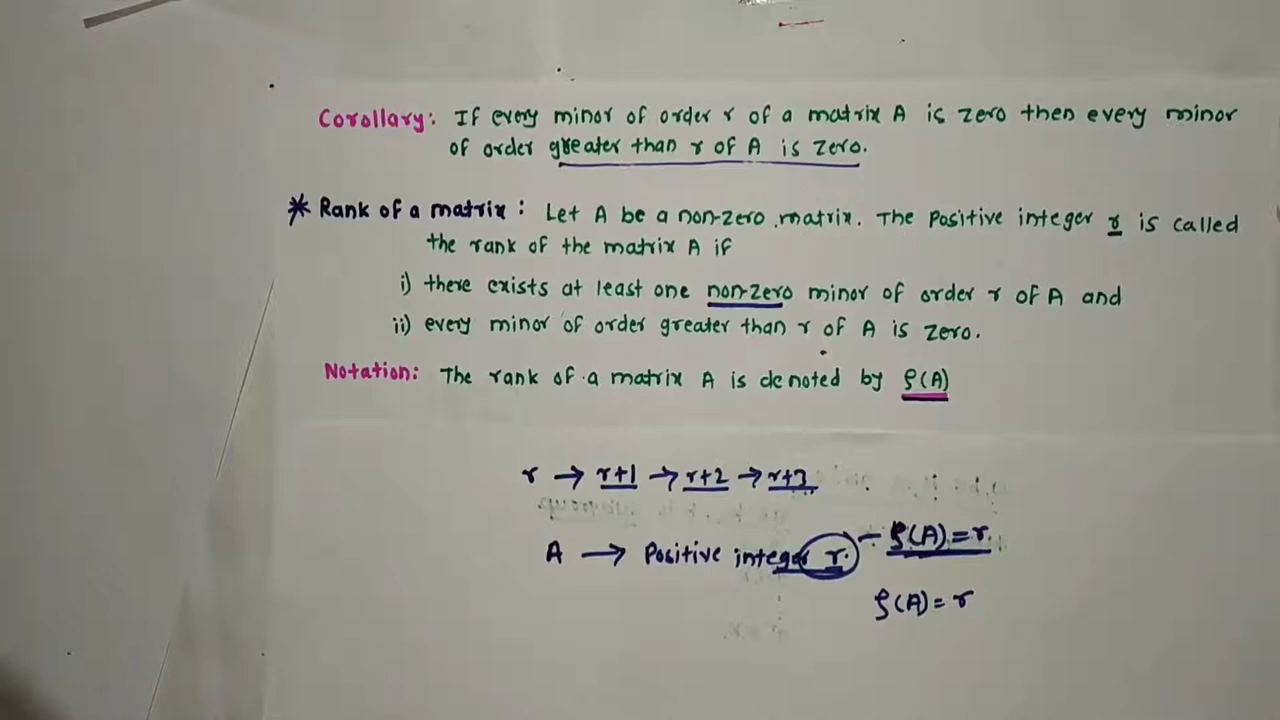 Corollary: If every minor of order r of a matrix A is zero then every minor
of order greater than r of A is zero.
* Rank of a matrix: Let A be a non-zero matrix. The positive integer r is called
the rank of the matrix A if
i) there exists at least one non-zero minor of order r of A and
ii) every minor of order greater than r of A is zero.
Notation: The rank of a matrix A is denoted by ρ(A)
r → r+1 → r+2 → r+3
A → Positive integer r. – ρ(A)=r.
ρ(A)=r